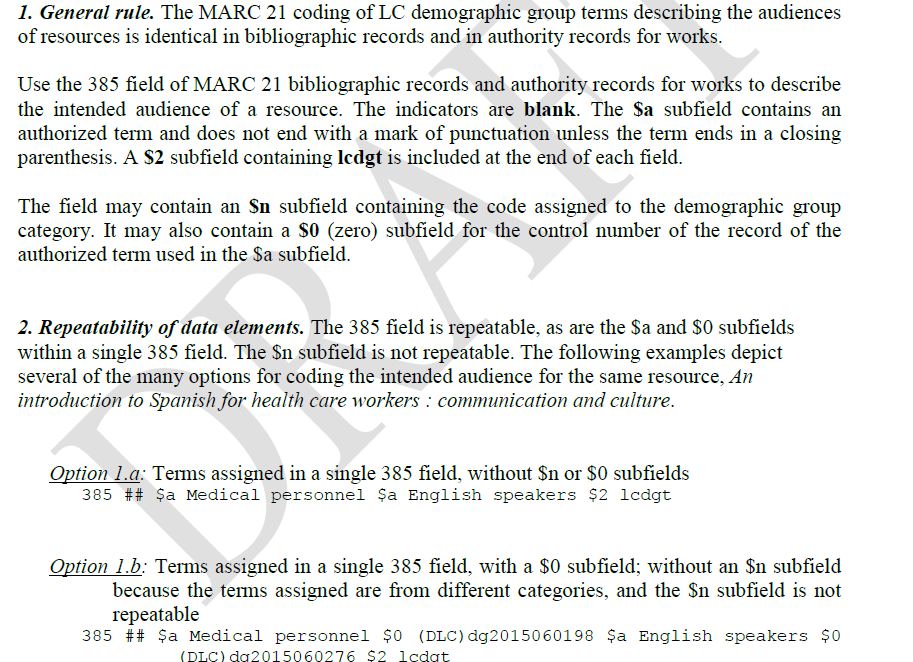 1. General rule. The MARC 21 coding of LC demographic group terms describing the audiences
of resources is identical in bibliographic records and in authority records for works.
Use the 385 field of MARC 21 bibliographic records and authority records for works to describe
the intended audience of a resource. The indicators are blank. The $a subfield contains an
authorized term and does not end with a mark of punctuation unless the term ends in a closing
parenthesis. A $2 subfield containing lcdgt is included at the end of each field.
The field may contain an $n subfield containing the code assigned to the demographic group
category. It may also contain a $0 (zero) subfield for the control number of the record of the
authorized term used in the $a subfield.
2. Repeatability of data elements. The 385 field is repeatable, as are the $a and $0 subfields
within a single 385 field. The $n subfield is not repeatable. The following examples depict
several of the many options for coding the intended audience for the same resource, An
introduction to Spanish for health care workers : communication and culture.
Option 1.a: Terms assigned in a single 385 field, without $n or $0 subfields
385 ## $a Medical personnel $a English speakers $2 lcdgt
Option 1.b: Terms assigned in a single 385 field, with a $0 subfield; without an $n subfield
because the terms assigned are from different categories, and the $n subfield is not
repeatable
385 ## $a Medical personnel $0 (DLC)dg2015060198 $a English speakers $0
(DLC)dg2015060276 $2 lcdgt
DRAFT